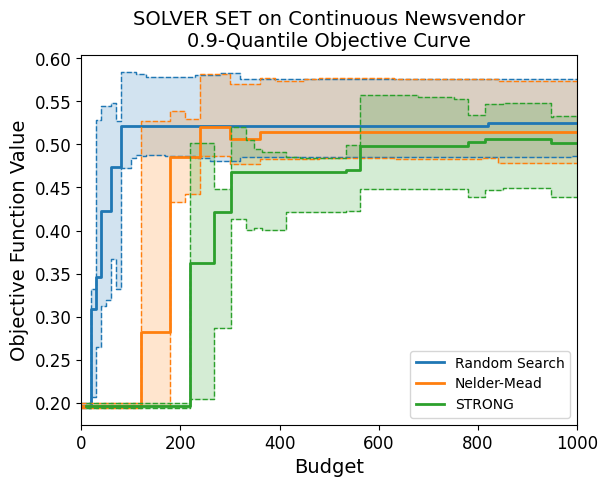 SOLVER SET on Continuous Newsvendor
0.9-Quantile Objective Curve
Objective Function Value
0.60
0.55
0.50
0.45
0.40
0.35
0.30
0.25
0.20
Random Search
Nelder-Mead
STRONG
0 200 400 600 800 1000
Budget